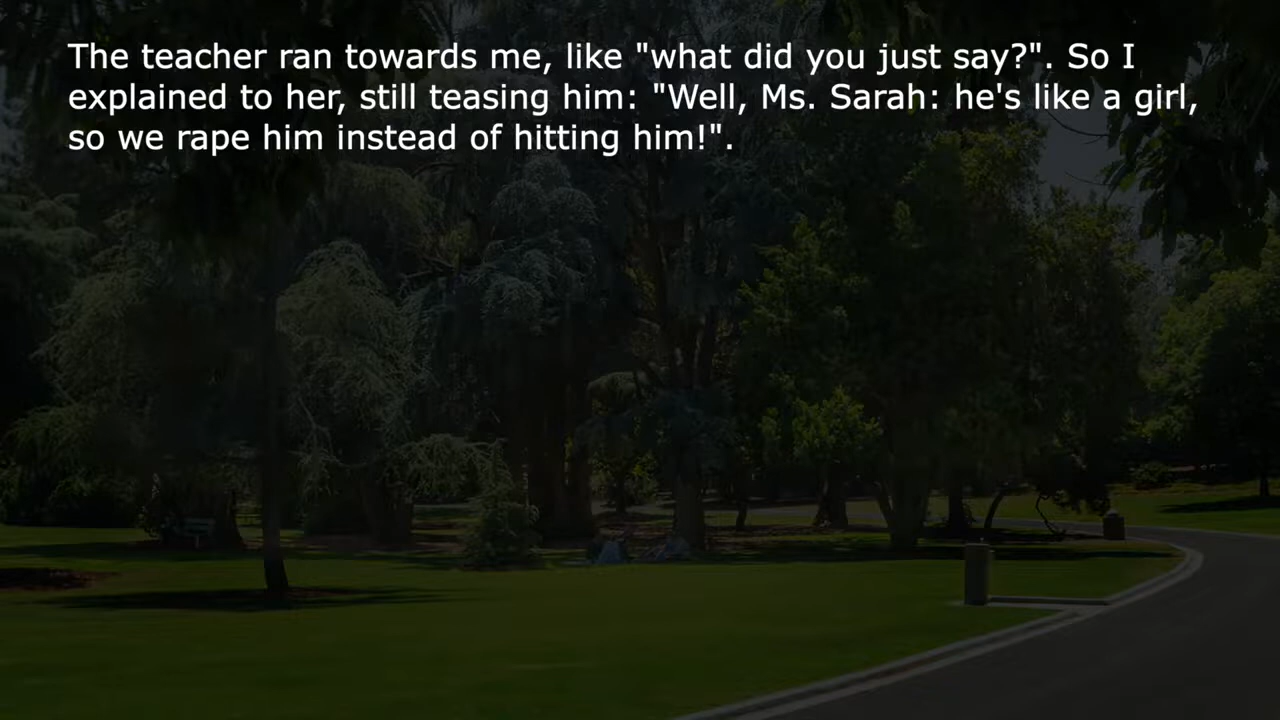 The teacher ran towards me, like "what did you just say?". So I
explained to her, still teasing him: "Well, Ms. Sarah: he's like a girl,
so we rape him instead of hitting him!".